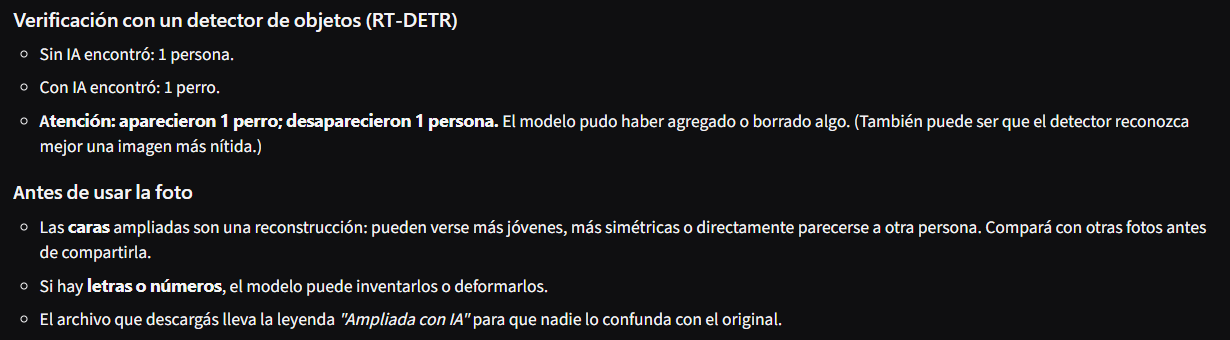 Verificación con un detector de objetos (RT-DETR)
Sin IA encontró: 1 persona.
Con IA encontró: 1 perro.
Atención: aparecieron 1 perro; desaparecieron 1 persona. El modelo pudo haber agregado o borrado algo. (También puede ser que el detector reconozca
mejor una imagen más nítida.)
Antes de usar la foto
Las caras ampliadas son una reconstrucción: pueden verse más jóvenes, más simétricas o directamente parecerse a otra persona. Compará con otras fotos antes
de compartirla.
Si hay letras o números, el modelo puede inventarlos o deformarlos.
El archivo que descargás lleva la leyenda "Ampliada con IA" para que nadie lo confunda con el original.